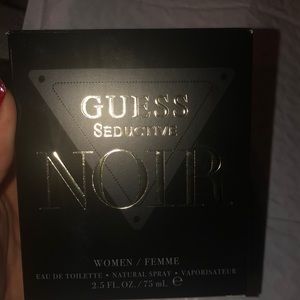 GUESS
SEDUCTIVE
NOIR
WOMEN / FEMME
EAU DE TOILETTE • NATURAL SPRAY • VAPORISATEUR
2.5 FL. OZ. / 75 mL ℮